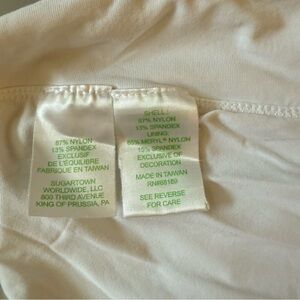 87% NYLON
13% SPANDEX
EXCLUSIF
DE L'EQUILIBRE
FABRIQUE EN TAIWAN
SUGARTOWN
WORLDWIDE, LLC
800 THIRD AVENUE
KING OF PRUSSIA, PA
SHELL:
87% NYLON
13% SPANDEX
LINING
85% MERYL® NYLON
15% SPANDEX
EXCLUSIVE OF
DECORATION
MADE IN TAIWAN
SEE REVERSE
FOR CARE